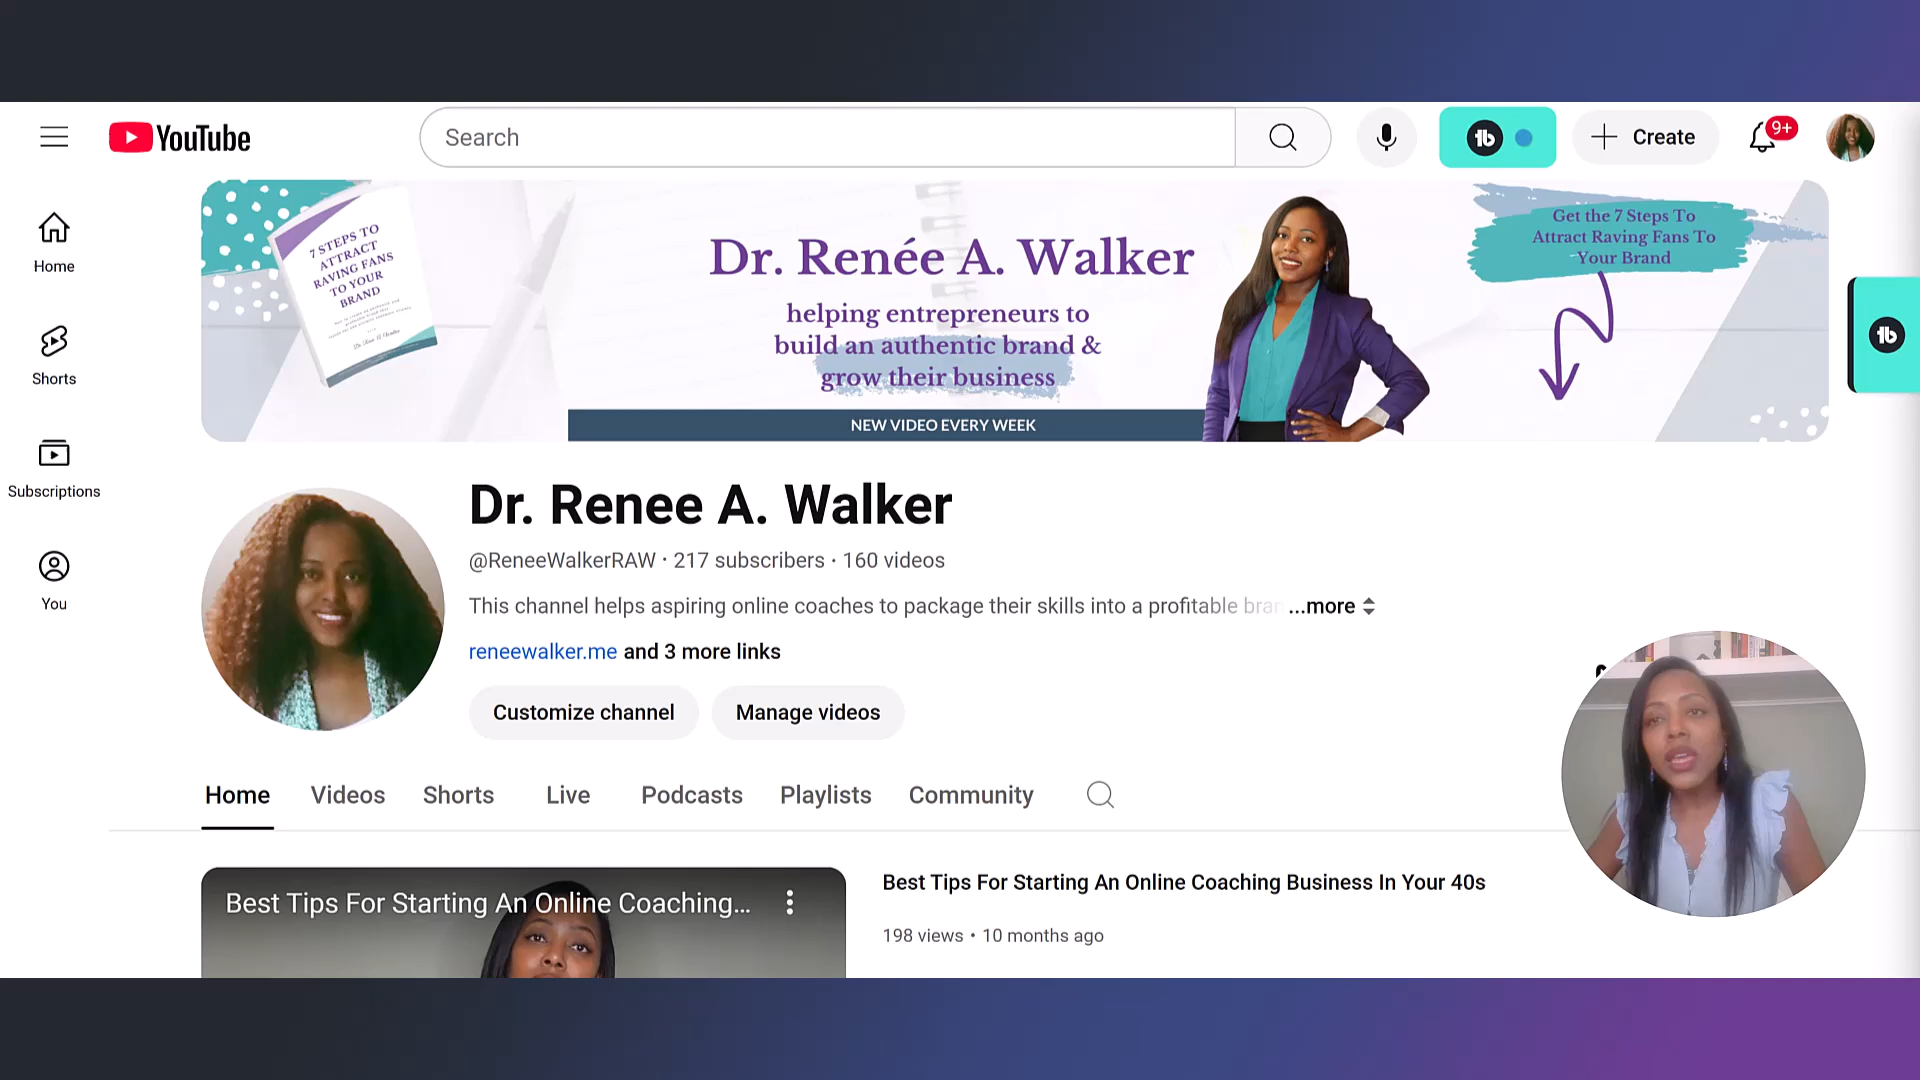 YouTube
Search
Create
9+
Home
Shorts
Subscriptions
You
7 STEPS TO
ATTRACT
RAVING FANS
TO YOUR
BRAND
Dr. Renée A. Walker
helping entrepreneurs to
build an authentic brand &
grow their business
NEW VIDEO EVERY WEEK
Get the 7 Steps To
Attract Raving Fans To
Your Brand
Dr. Renee A. Walker
@ReneeWalkerRAW · 217 subscribers · 160 videos
This channel helps aspiring online coaches to package their skills into a profitable bran ...more
reneewalker.me and 3 more links
Customize channel
Manage videos
Home Videos Shorts Live Podcasts Playlists Community
Best Tips For Starting An Online Coaching...
Best Tips For Starting An Online Coaching Business In Your 40s
198 views • 10 months ago